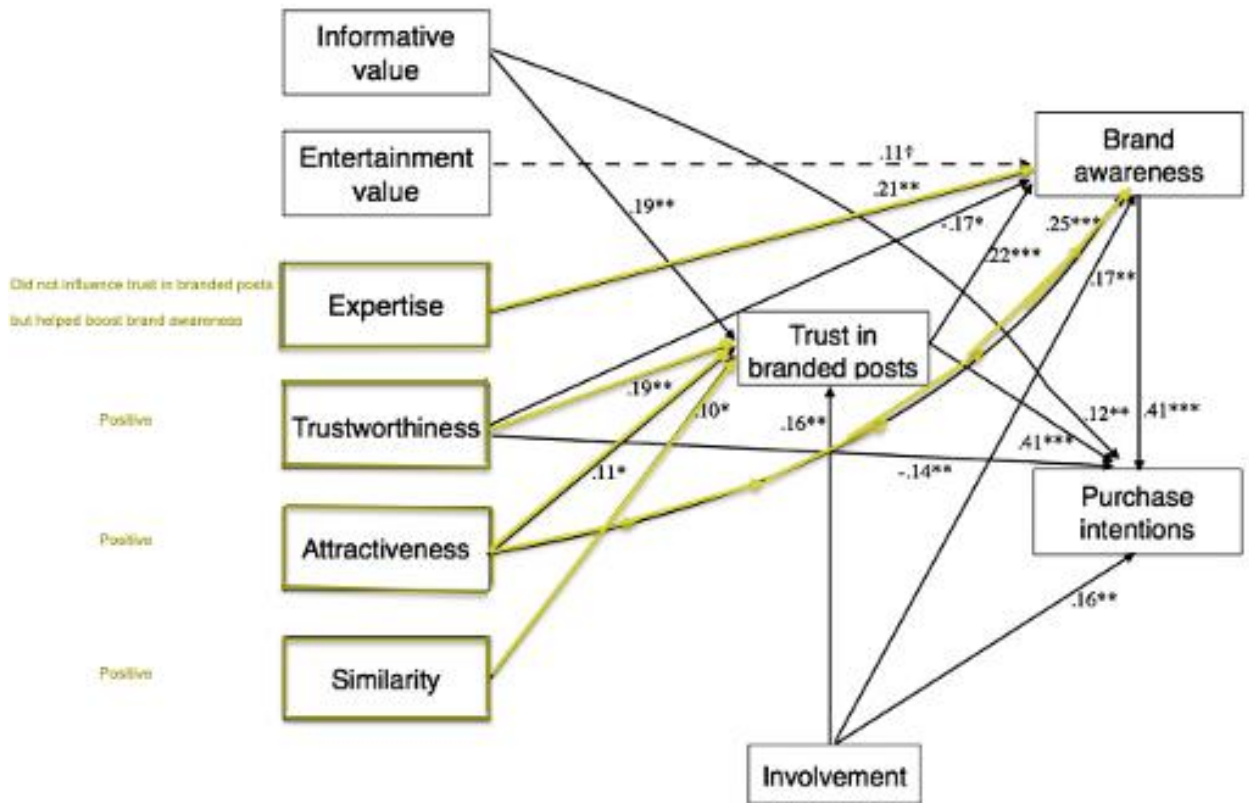 Informative
value
Entertainment
value
Did not influence trust in branded posts
but helped boost brand awareness
Expertise
Positive
Trustworthiness
Positive
Attractiveness
Positive
Similarity
Involvement
Trust in
branded posts
Brand
awareness
Purchase
intentions
.11†
.21**
.19**
-.17*
.25***
.22***
.17**
.19**
.10*
.16**
.12**
.41***
.41***
.11*
-.14**
.16**